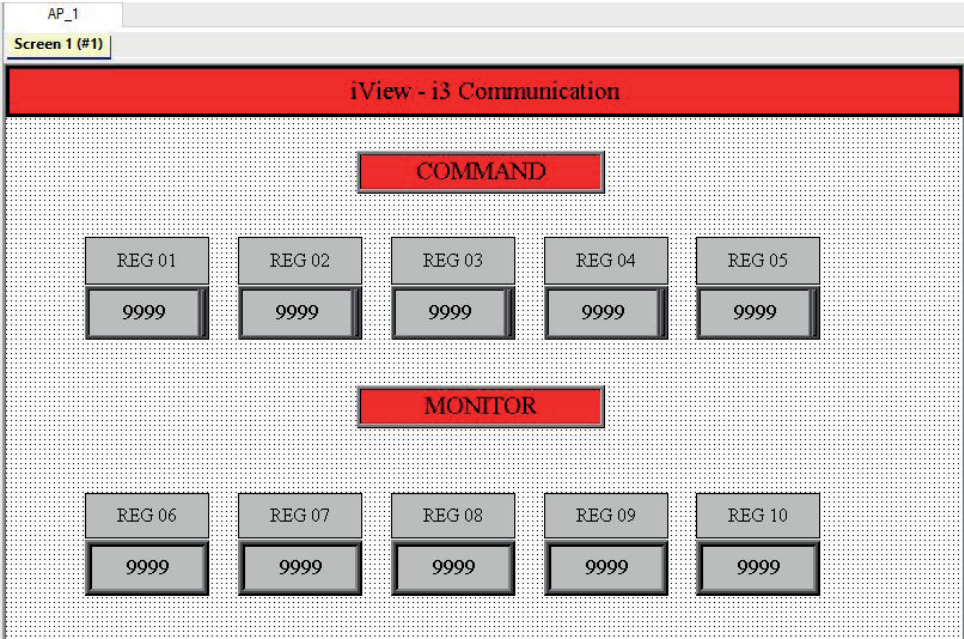 AP_1
Screen 1 (#1)
iView - i3 Communication
COMMAND
REG 01 REG 02 REG 03 REG 04 REG 05
9999 9999 9999 9999 9999
MONITOR
REG 06 REG 07 REG 08 REG 09 REG 10
9999 9999 9999 9999 9999